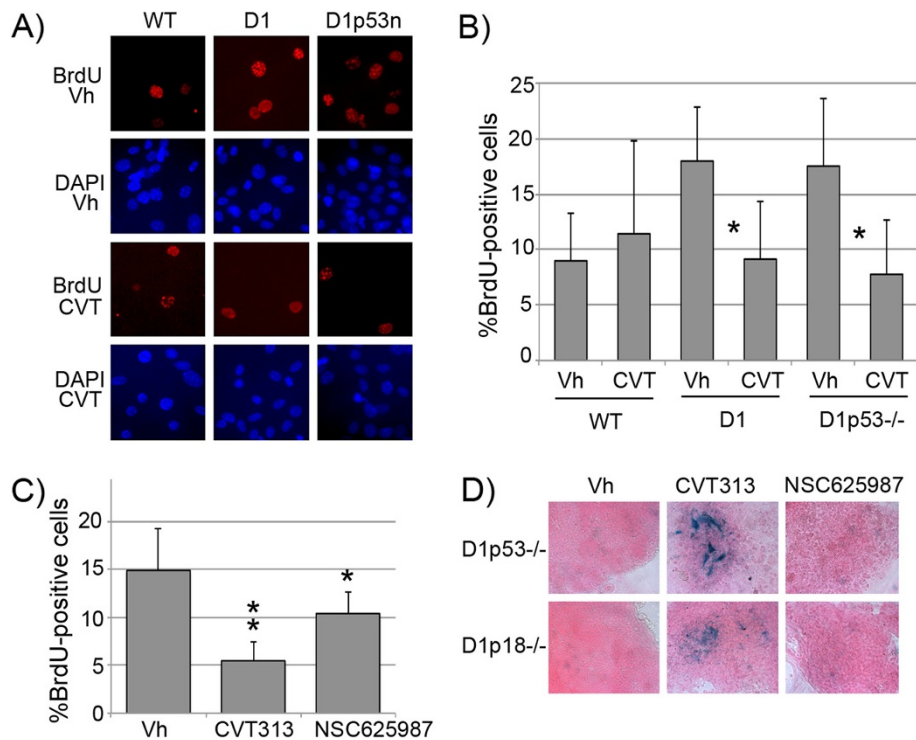 A)
WT D1 D1p53n
BrdU
Vh
DAPI
Vh
BrdU
CVT
DAPI
CVT
B)
%BrdU-positive cells
25
20
15
10
5
0
* *
Vh CVT Vh CVT Vh CVT
WT D1 D1p53-/-
C)
%BrdU-positive cells
20
15
10
5
0
*
*
*
Vh CVT313 NSC625987
D)
Vh CVT313 NSC625987
D1p53-/-
D1p18-/-